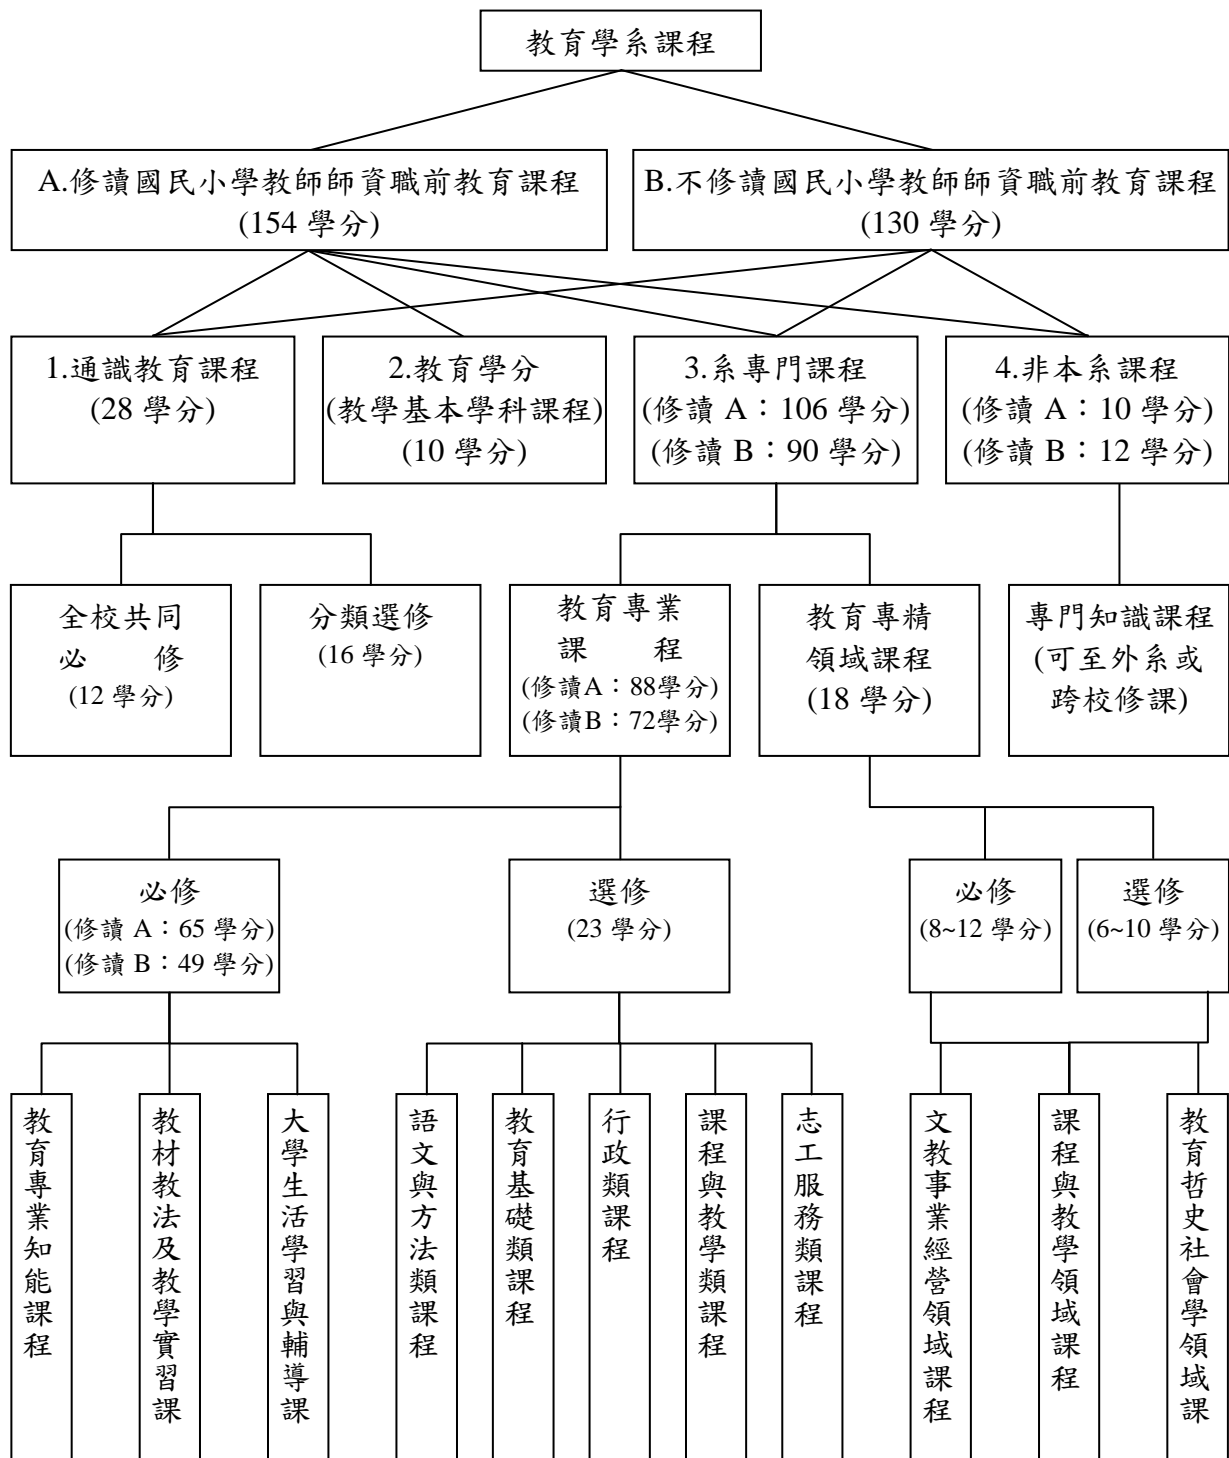 教育學系課程
A.修讀國民小學教師師資職前教育課程
(154 學分)
B.不修讀國民小學教師師資職前教育課程
(130 學分)
1.通識教育課程
(28 學分)
2.教育學分
(教學基本學科課程)
(10 學分)
3.系專門課程
(修讀 A：106 學分)
(修讀 B：90 學分)
4.非本系課程
(修讀 A：10 學分)
(修讀 B：12 學分)
全校共同
必 修
(12 學分)
分類選修
(16 學分)
教育專業
課 程
(修讀A：88學分)
(修讀B：72學分)
教育專精
領域課程
(18 學分)
專門知識課程
(可至外系或
跨校修課)
必修
(修讀 A：65 學分)
(修讀 B：49 學分)
選修
(23 學分)
必修
(8~12 學分)
選修
(6~10 學分)
教育專業知能課程
教材教法及教學實習課
大學生活學習與輔導課
語文與方法類課程
教育基礎類課程
行政類課程
課程與教學類課程
志工服務類課程
文教事業經營領域課程
課程與教學領域課程
教育哲史社會學領域課